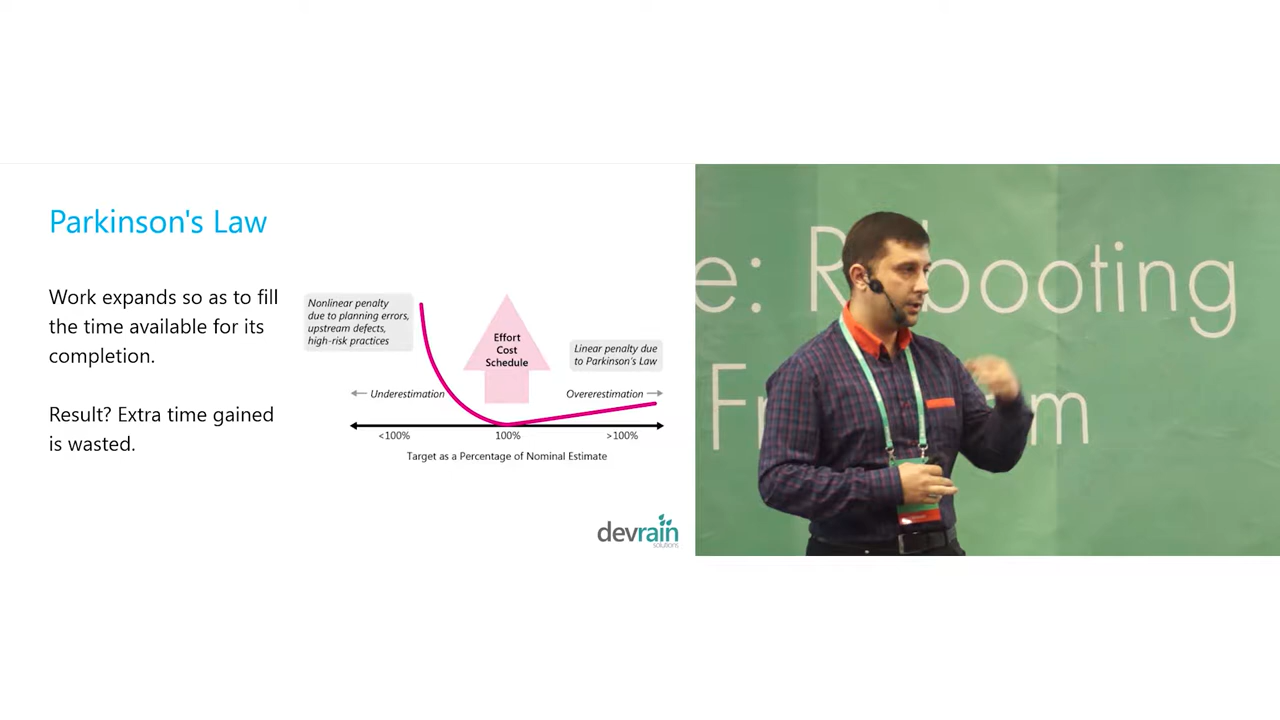 Parkinson's Law
Work expands so as to fill
the time available for its
completion.
Result? Extra time gained
is wasted.
Nonlinear penalty
due to planning errors,
upstream defects,
high-risk practices
Effort
Cost
Schedule
Linear penalty due
to Parkinson's Law
Underestimation
Overerestimation
<100%
100%
>100%
Target as a Percentage of Nominal Estimate
devrain
solutions
e: Rebooting